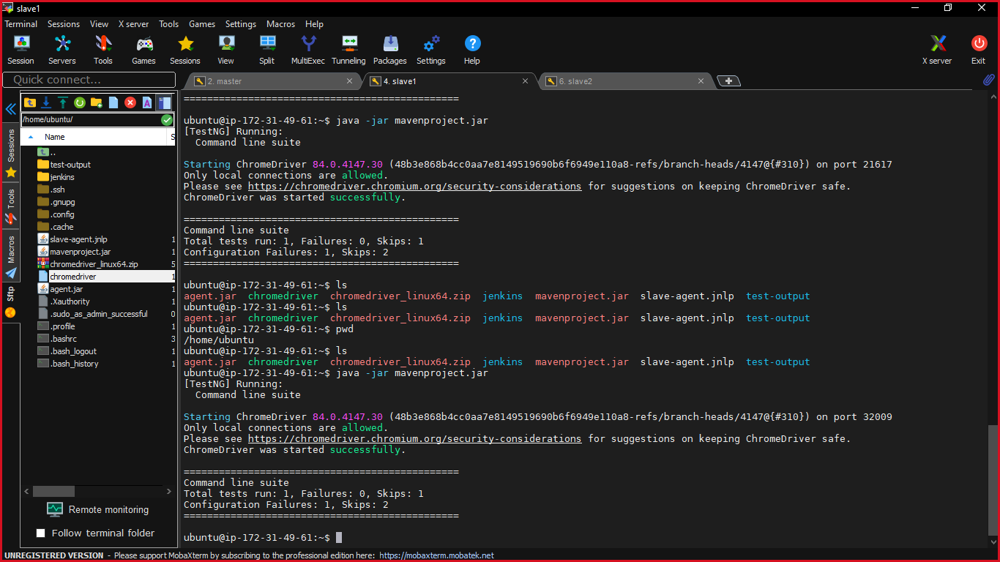 slave1
Terminal Sessions View X server Tools Games Settings Macros Help
Session Servers Tools Games Sessions View Split MultiExec Tunneling Packages Settings Help X server Exit
Quick connect...
2. master
4. slave1
6. slave2
/home/ubuntu/
Name S
..
test-output
jenkins
.ssh
.gnupg
.config
.cache
slave-agent.jnlp 1
mavenproject.jar 1
chromedriver_linux64.zip 5
chromedriver 1
agent.jar 1
.Xauthority 1
.sudo_as_admin_successful 0
.profile 1
.bashrc 3
.bash_logout 1
.bash_history 1
Sessions
Tools
Macros
Sftp
Remote monitoring
Follow terminal folder
===============================================
ubuntu@ip-172-31-49-61:~$ java -jar mavenproject.jar
[TestNG] Running:
Command line suite
Starting ChromeDriver 84.0.4147.30 (48b3e868b4cc0aa7e8149519690b6f6949e110a8-refs/branch-heads/4147@{#310}) on port 21617
Only local connections are allowed.
Please see https://chromedriver.chromium.org/security-considerations for suggestions on keeping ChromeDriver safe.
ChromeDriver was started successfully.
===============================================
Command line suite
Total tests run: 1, Failures: 0, Skips: 1
Configuration Failures: 1, Skips: 2
===============================================
ubuntu@ip-172-31-49-61:~$ ls
agent.jar chromedriver chromedriver_linux64.zip jenkins mavenproject.jar slave-agent.jnlp test-output
ubuntu@ip-172-31-49-61:~$ ls
agent.jar chromedriver chromedriver_linux64.zip jenkins mavenproject.jar slave-agent.jnlp test-output
ubuntu@ip-172-31-49-61:~$ pwd
/home/ubuntu
ubuntu@ip-172-31-49-61:~$ ls
agent.jar chromedriver chromedriver_linux64.zip jenkins mavenproject.jar slave-agent.jnlp test-output
ubuntu@ip-172-31-49-61:~$ java -jar mavenproject.jar
[TestNG] Running:
Command line suite
Starting ChromeDriver 84.0.4147.30 (48b3e868b4cc0aa7e8149519690b6f6949e110a8-refs/branch-heads/4147@{#310}) on port 32009
Only local connections are allowed.
Please see https://chromedriver.chromium.org/security-considerations for suggestions on keeping ChromeDriver safe.
ChromeDriver was started successfully.
===============================================
Command line suite
Total tests run: 1, Failures: 0, Skips: 1
Configuration Failures: 1, Skips: 2
===============================================
ubuntu@ip-172-31-49-61:~$
UNREGISTERED VERSION - Please support MobaXterm by subscribing to the professional edition here: https://mobaxterm.mobatek.net